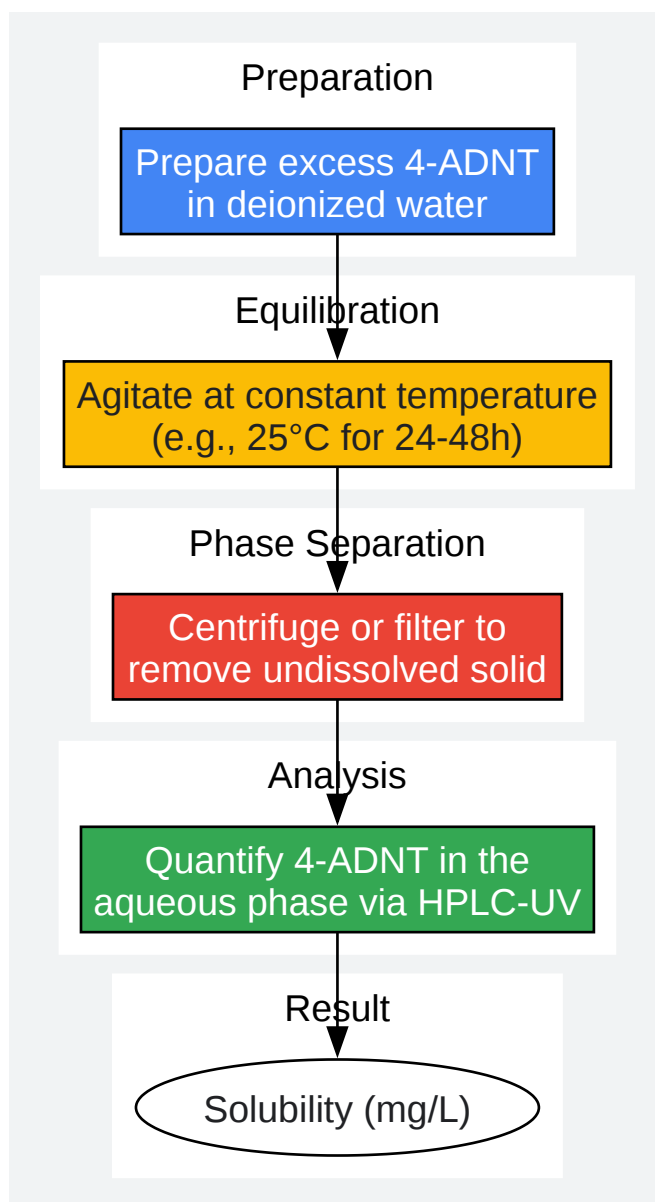 Preparation
Prepare excess 4-ADNT
in deionized water
Equilibration
Agitate at constant temperature
(e.g., 25°C for 24-48h)
Phase Separation
Centrifuge or filter to
remove undissolved solid
Analysis
Quantify 4-ADNT in the
aqueous phase via HPLC-UV
Result
Solubility (mg/L)